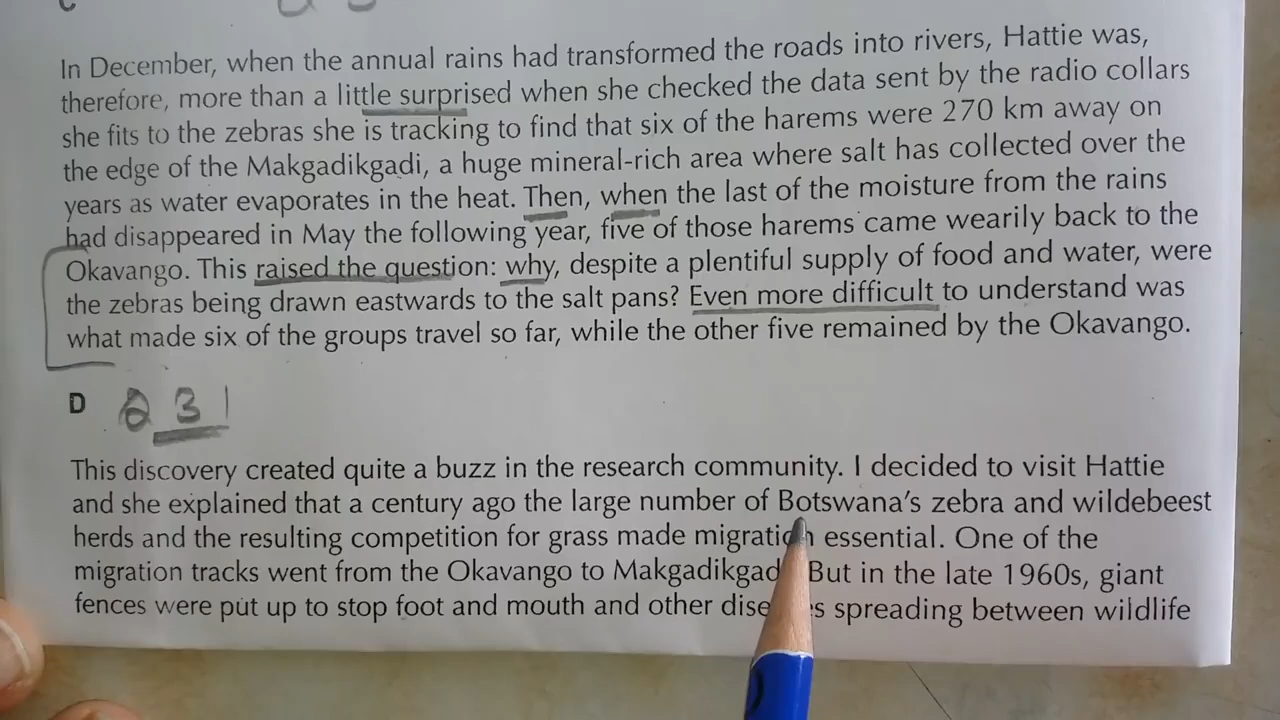 C
In December, when the annual rains had transformed the roads into rivers, Hattie was,
therefore, more than a little surprised when she checked the data sent by the radio collars
she fits to the zebras she is tracking to find that six of the harems were 270 km away on
the edge of the Makgadikgadi, a huge mineral-rich area where salt has collected over the
years as water evaporates in the heat. Then, when the last of the moisture from the rains
had disappeared in May the following year, five of those harems came wearily back to the
Okavango. This raised the question: why, despite a plentiful supply of food and water, were
the zebras being drawn eastwards to the salt pans? Even more difficult to understand was
what made six of the groups travel so far, while the other five remained by the Okavango.
D 2 3 1
This discovery created quite a buzz in the research community. I decided to visit Hattie
and she explained that a century ago the large number of Botswana's zebra and wildebeest
herds and the resulting competition for grass made migration essential. One of the
migration tracks went from the Okavango to Makgadikgadi. But in the late 1960s, giant
fences were put up to stop foot and mouth and other diseases spreading between wildlife